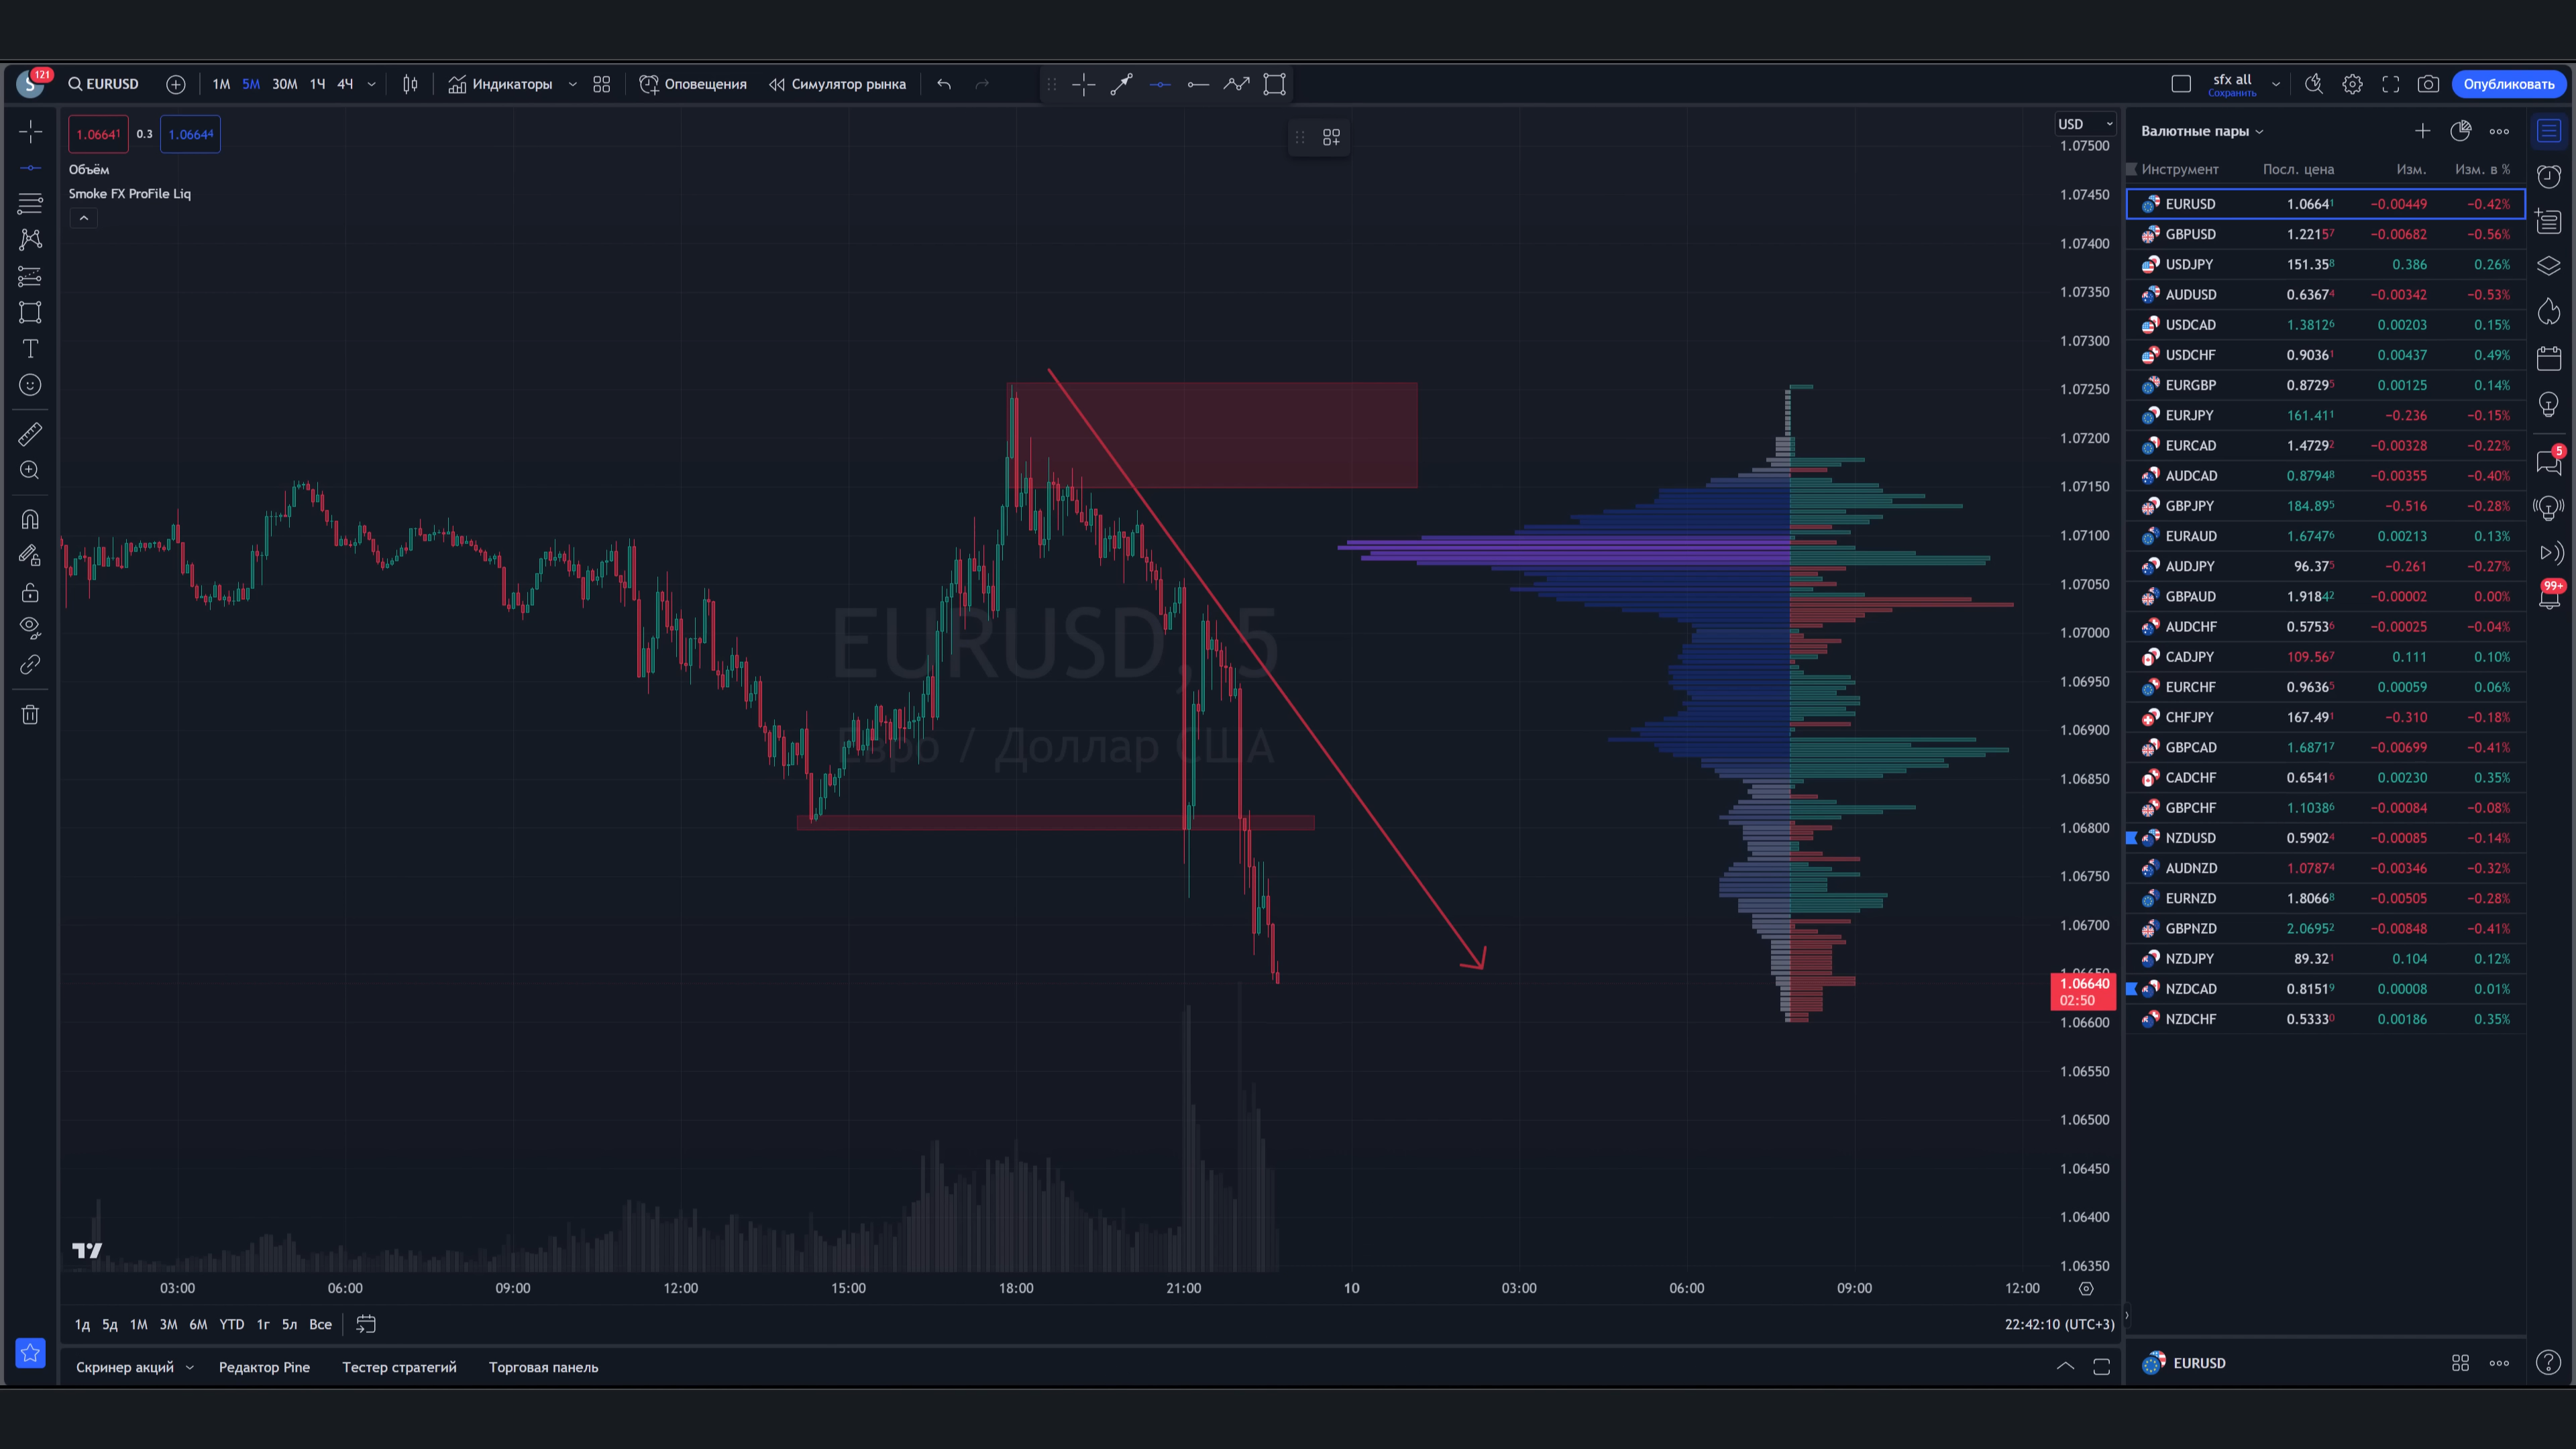 S 121 EURUSD 1М 5М 30М 1Ч 4Ч Индикаторы Оповещения Симулятор рынка sfx all Сохранить Опубликовать
1.06641 0.3 1.06644
Объём
Smoke FX ProFile Liq
EURUSD, 5
Евро / Доллар США
USD
1.07500
1.07450
1.07400
1.07350
1.07300
1.07250
1.07200
1.07150
1.07100
1.07050
1.07000
1.06950
1.06900
1.06850
1.06800
1.06750
1.06700
1.06650
1.06640
02:50
1.06600
1.06550
1.06500
1.06450
1.06400
1.06350
03:00 06:00 09:00 12:00 15:00 18:00 21:00 10 03:00 06:00 09:00 12:00
1д 5д 1М 3М 6М YTD 1г 5л Все 22:42:10 (UTC+3)
Скринер акций Редактор Pine Тестер стратегий Торговая панель
Валютные пары
Инструмент Посл. цена Изм. Изм. в %
EURUSD 1.06641 −0.00449 −0.42%
GBPUSD 1.22157 −0.00682 −0.56%
USDJPY 151.358 0.386 0.26%
AUDUSD 0.63674 −0.00342 −0.53%
USDCAD 1.38126 0.00203 0.15%
USDCHF 0.90361 0.00437 0.49%
EURGBP 0.87295 0.00125 0.14%
EURJPY 161.411 −0.236 −0.15%
EURCAD 1.47292 −0.00328 −0.22%
AUDCAD 0.87948 −0.00355 −0.40%
GBPJPY 184.895 −0.516 −0.28%
EURAUD 1.67476 0.00213 0.13%
AUDJPY 96.375 −0.261 −0.27%
GBPAUD 1.91842 −0.00002 0.00%
AUDCHF 0.57536 −0.00025 −0.04%
CADJPY 109.567 0.111 0.10%
EURCHF 0.96365 0.00059 0.06%
CHFJPY 167.491 −0.310 −0.18%
GBPCAD 1.68717 −0.00699 −0.41%
CADCHF 0.65416 0.00230 0.35%
GBPCHF 1.10386 −0.00084 −0.08%
NZDUSD 0.59024 −0.00085 −0.14%
AUDNZD 1.07874 −0.00346 −0.32%
EURNZD 1.80668 −0.00505 −0.28%
GBPNZD 2.06952 −0.00848 −0.41%
NZDJPY 89.321 0.104 0.12%
NZDCAD 0.81519 0.00008 0.01%
NZDCHF 0.53330 0.00186 0.35%
EURUSD
5
99+